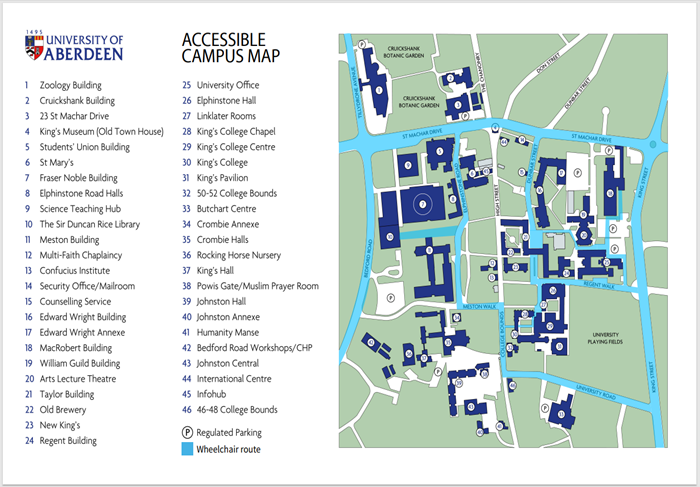 1495
UNIVERSITY OF
ABERDEEN
ACCESSIBLE
CAMPUS MAP
1 Zoology Building
2 Cruickshank Building
3 23 St Machar Drive
4 King's Museum (Old Town House)
5 Students' Union Building
6 St Mary's
7 Fraser Noble Building
8 Elphinstone Road Halls
9 Science Teaching Hub
10 The Sir Duncan Rice Library
11 Meston Building
12 Multi-Faith Chaplaincy
13 Confucius Institute
14 Security Office/Mailroom
15 Counselling Service
16 Edward Wright Building
17 Edward Wright Annexe
18 MacRobert Building
19 William Guild Building
20 Arts Lecture Theatre
21 Taylor Building
22 Old Brewery
23 New King's
24 Regent Building
25 University Office
26 Elphinstone Hall
27 Linklater Rooms
28 King's College Chapel
29 King's College Centre
30 King's College
31 King's Pavilion
32 50-52 College Bounds
33 Butchart Centre
34 Crombie Annexe
35 Crombie Halls
36 Rocking Horse Nursery
37 King's Hall
38 Powis Gate/Muslim Prayer Room
39 Johnston Hall
40 Johnston Annexe
41 Humanity Manse
42 Bedford Road Workshops/CHP
43 Johnston Central
44 International Centre
45 Infohub
46 46-48 College Bounds
P Regulated Parking
Wheelchair route
CRUICKSHANK
BOTANIC GARDEN
CRUICKSHANK
BOTANIC GARDEN
TILLYDRONE AVENUE
THE CHANONRY
DON STREET
DUNBAR STREET
ST MACHAR DRIVE
ST MACHAR DRIVE
HIGH STREET
KING STREET
BEDFORD ROAD
MESTON WALK
REGENT WALK
COLLEGE BOUNDS
UNIVERSITY
PLAYING FIELDS
UNIVERSITY ROAD
KING STREET